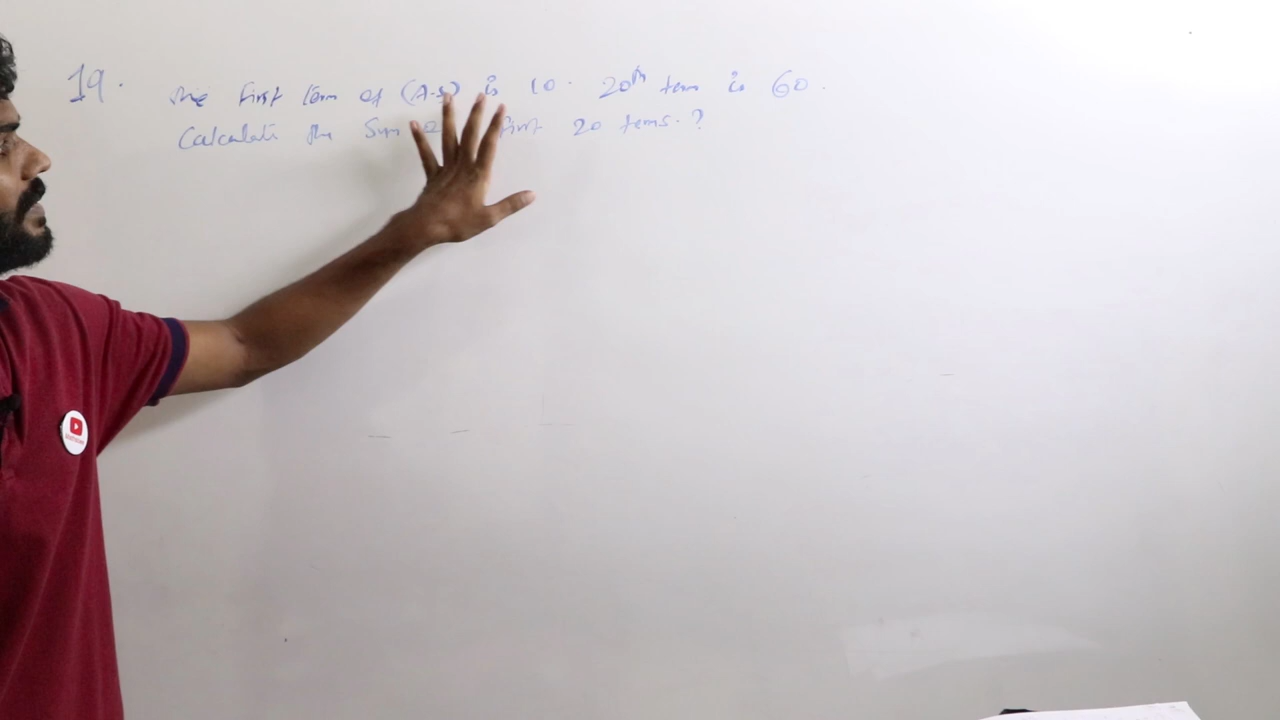 19. The first term of (A.S) is 10. 20th term is 60.
Calculate the Sum first 20 terms.?